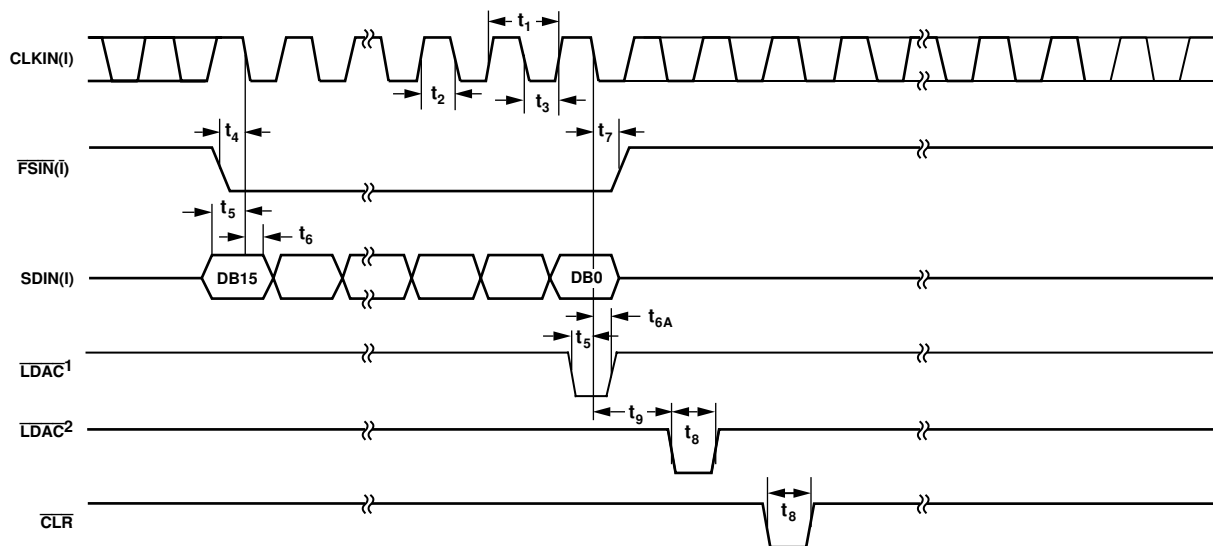 t1
CLKIN(I)
t2
t3
t4
t7
FSIN(I)
t5
t6
SDIN(I)
DB15
DB0
t6A
t5
LDAC1
t9
LDAC2
t8
t8
CLR